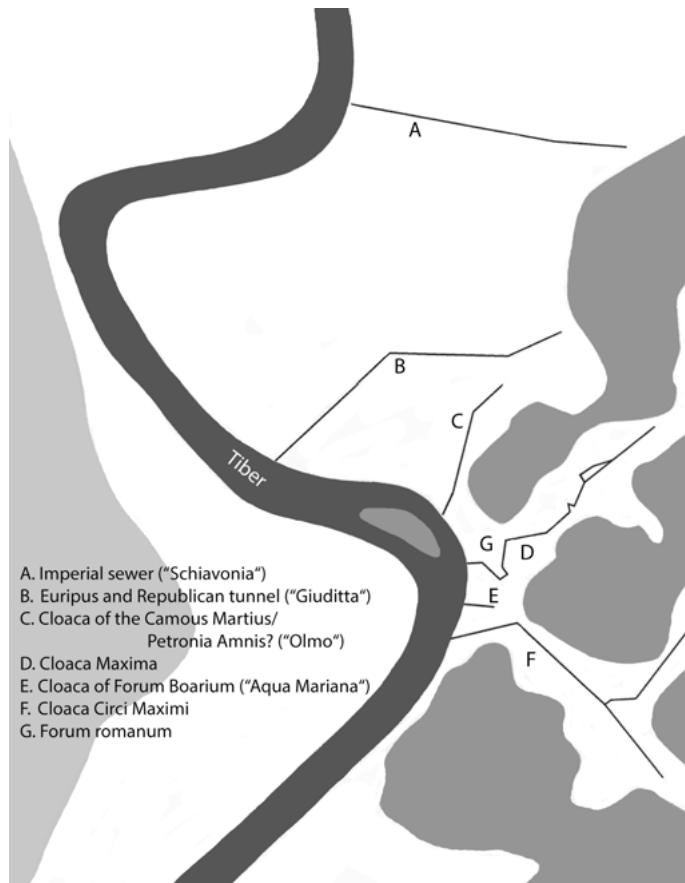 A
B
C
Tiber
G
D
E
F
A. Imperial sewer (“Schiavonia“)
B. Euripus and Republican tunnel (“Giuditta“)
C. Cloaca of the Camous Martius/
Petronia Amnis? (“Olmo“)
D. Cloaca Maxima
E. Cloaca of Forum Boarium (“Aqua Mariana“)
F. Cloaca Circi Maximi
G. Forum romanum